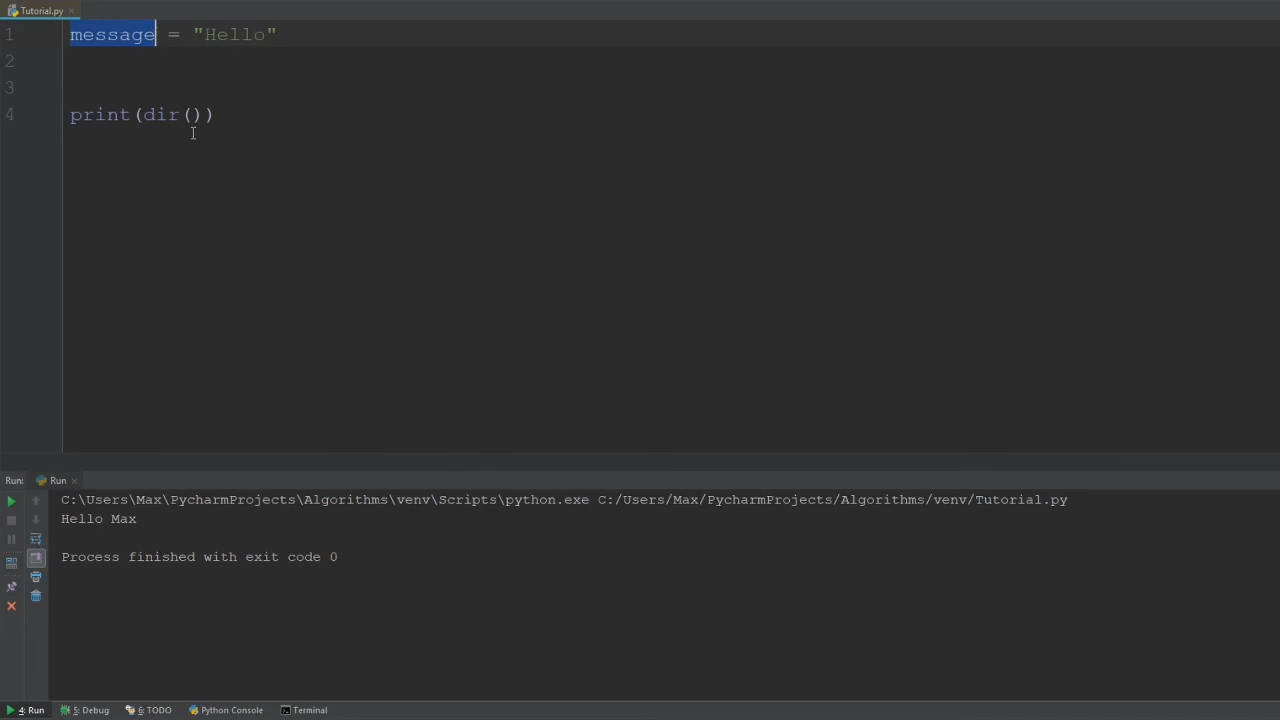 Tutorial.py
1 message = "Hello"
2
3
4 print(dir())
Run: Run
C:\Users\Max\PycharmProjects\Algorithms\venv\Scripts\python.exe C:/Users/Max/PycharmProjects/Algorithms/venv/Tutorial.py
Hello Max
Process finished with exit code 0
4: Run 5: Debug 6: TODO Python Console Terminal